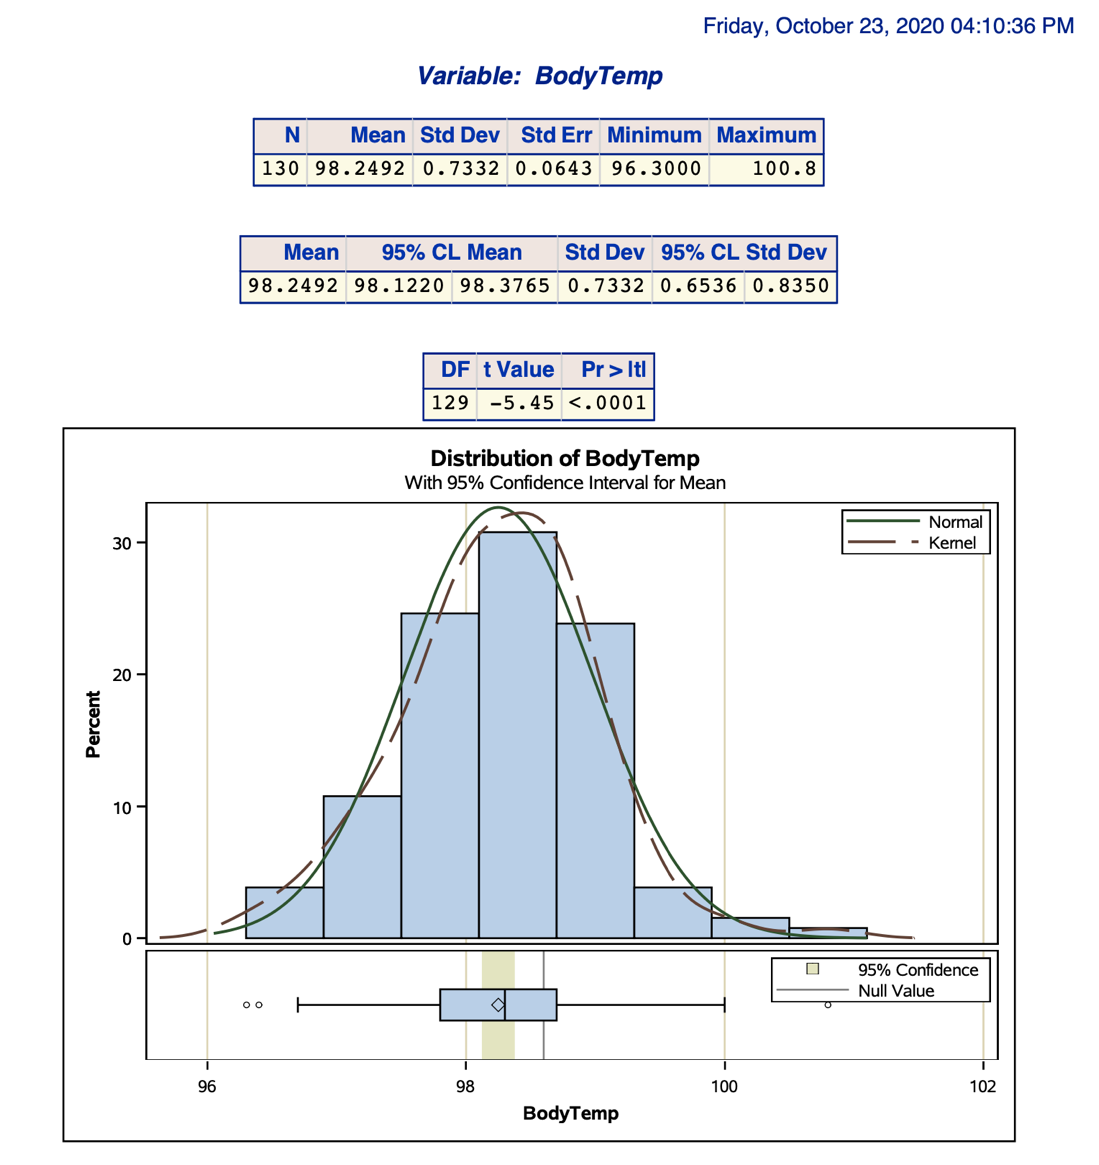 Friday, October 23, 2020 04:10:36 PM
Variable: BodyTemp
N Mean Std Dev Std Err Minimum Maximum
130 98.2492 0.7332 0.0643 96.3000 100.8
Mean 95% CL Mean Std Dev 95% CL Std Dev
98.2492 98.1220 98.3765 0.7332 0.6536 0.8350
DF t Value Pr > |t|
129 -5.45 <.0001
Distribution of BodyTemp
With 95% Confidence Interval for Mean
Normal
Kernel
30
20
10
0
Percent
95% Confidence
Null Value
96 98 100 102
BodyTemp